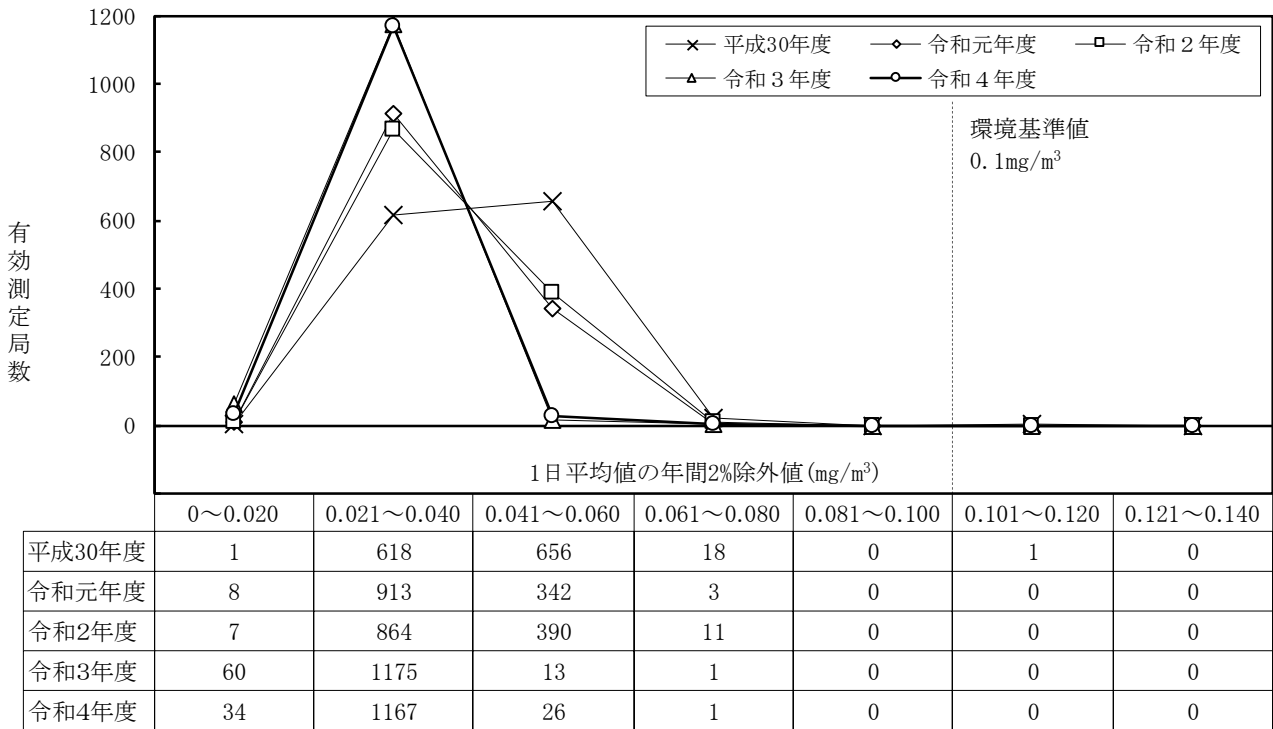 1200
1000
800
600
400
200
0
有効測定局数
平成30年度 令和元年度 令和２年度
令和３年度 令和４年度
環境基準値
0.1mg/m³
1日平均値の年間2%除外値(mg/m³)
0～0.020 0.021～0.040 0.041～0.060 0.061～0.080 0.081～0.100 0.101～0.120 0.121～0.140
平成30年度 1 618 656 18 0 1 0
令和元年度 8 913 342 3 0 0 0
令和2年度 7 864 390 11 0 0 0
令和3年度 60 1175 13 1 0 0 0
令和4年度 34 1167 26 1 0 0 0